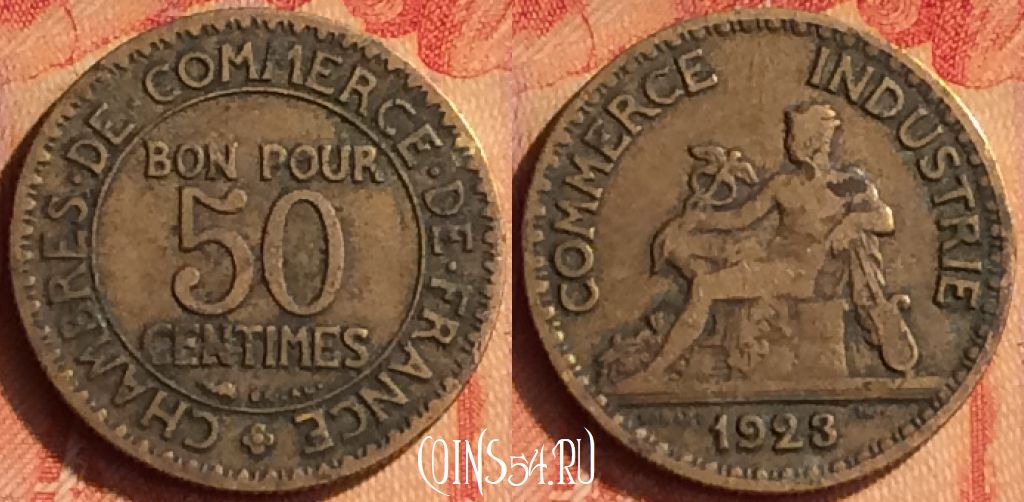 CHAMBRES·DE·COMMERCE·DE·FRANCE
BON POUR
50
CENTIMES
COMMERCE INDUSTRIE
1923
COINS54.RU